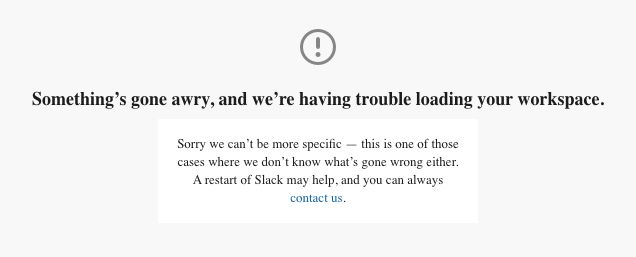 Something’s gone awry, and we’re having trouble loading your workspace.
Sorry we can’t be more specific — this is one of those
cases where we don’t know what’s gone wrong either.
A restart of Slack may help, and you can always
contact us.